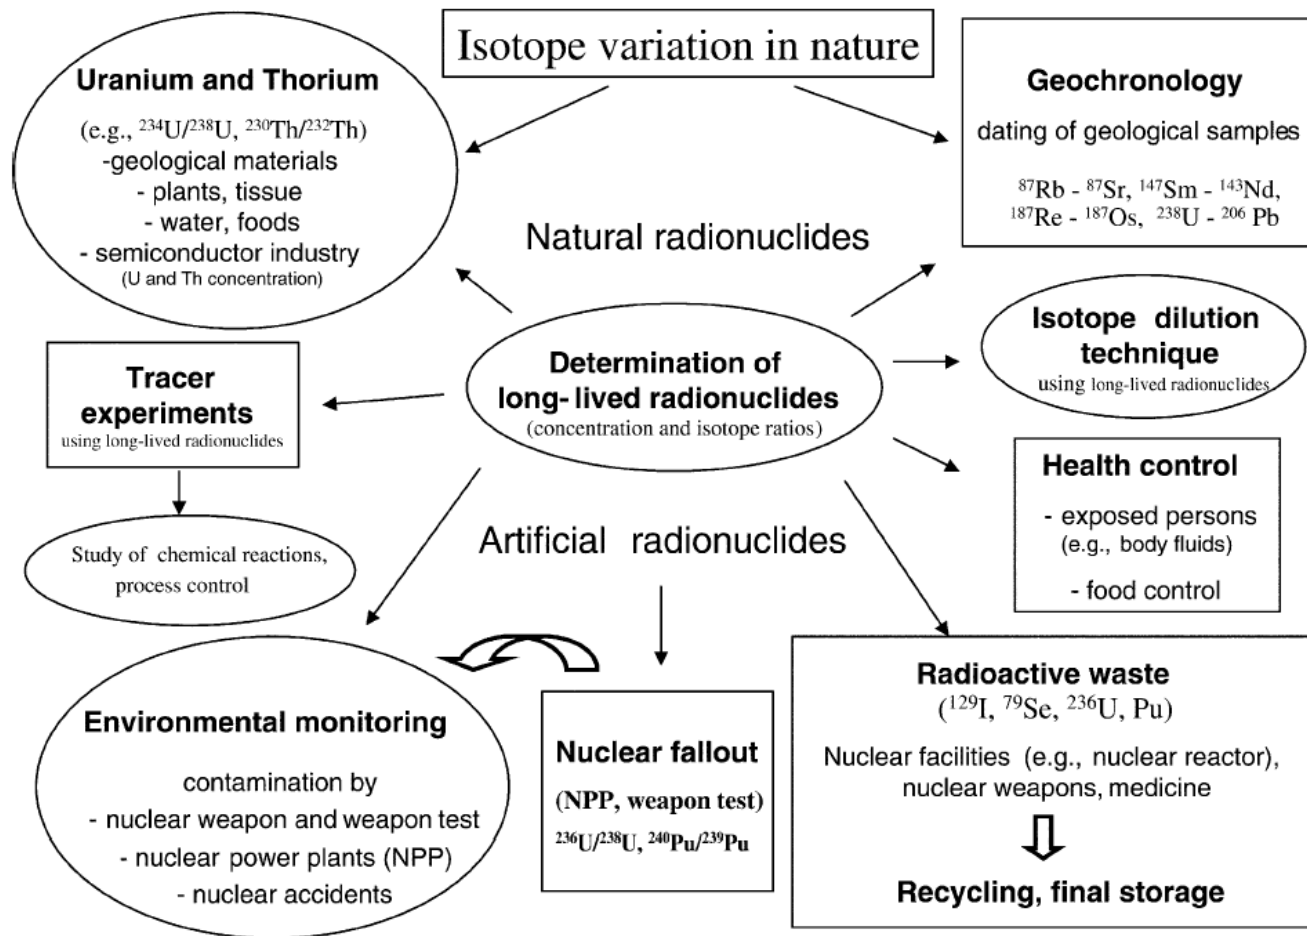 Isotope variation in nature
Uranium and Thorium
(e.g., ²³⁴U/²³⁸U, ²³⁰Th/²³²Th)
-geological materials
- plants, tissue
- water, foods
- semiconductor industry
(U and Th concentration)
Geochronology
dating of geological samples
⁸⁷Rb - ⁸⁷Sr, ¹⁴⁷Sm - ¹⁴³Nd,
¹⁸⁷Re - ¹⁸⁷Os, ²³⁸U - ²⁰⁶ Pb
Natural radionuclides
Tracer
experiments
using long-lived radionuclides
Determination of
long-lived radionuclides
(concentration and isotope ratios)
Isotope dilution
technique
using long-lived radionuclides
Health control
- exposed persons
(e.g., body fluids)
- food control
Study of chemical reactions,
process control
Artificial radionuclides
Environmental monitoring
contamination by
- nuclear weapon and weapon test
- nuclear power plants (NPP)
- nuclear accidents
Nuclear fallout
(NPP, weapon test)
²³⁶U/²³⁸U, ²⁴⁰Pu/²³⁹Pu
Radioactive waste
(¹²⁹I, ⁷⁹Se, ²³⁶U, Pu)
Nuclear facilities (e.g., nuclear reactor),
nuclear weapons, medicine
Recycling, final storage